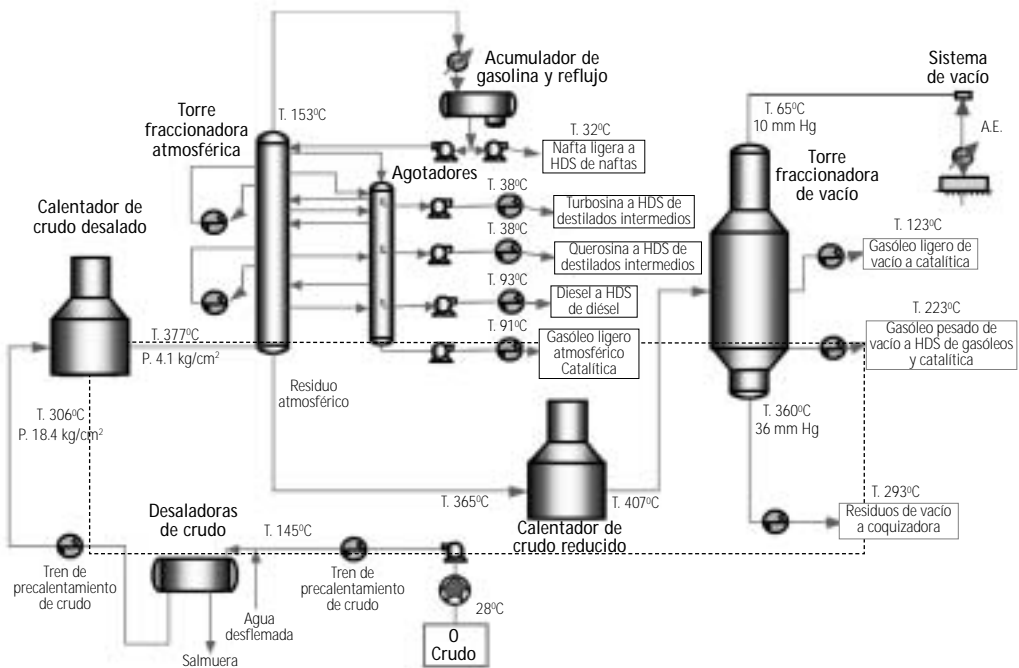 Acumulador de
gasolina y reflujo
Sistema
de vacío
T. 153ºC
T. 65ºC
10 mm Hg
A.E.
Torre
fraccionadora
atmosférica
T. 32ºC
Nafta ligera a
HDS de naftas
Torre
fraccionadora
de vacío
Agotadores
T. 38ºC
Turbosina a HDS de
destilados intermedios
Calentador de
crudo desalado
T. 38ºC
Querosina a HDS de
destilados intermedios
T. 123ºC
Gasóleo ligero de
vacío a catalítica
T. 93ºC
Diesel a HDS
de diésel
T. 377ºC
P. 4.1 kg/cm²
T. 91ºC
Gasóleo ligero
atmosférico
Catalítica
T. 223ºC
Gasóleo pesado de
vacío a HDS de gasóleos
y catalítica
Residuo
atmosférico
T. 306ºC
P. 18.4 kg/cm²
T. 360ºC
36 mm Hg
T. 365ºC
T. 407ºC
T. 293ºC
Residuos de vacío
a coquizadora
Calentador de
crudo reducido
Desaladoras
de crudo
T. 145ºC
Tren de
precalentamiento
de crudo
Tren de
precalentamiento
de crudo
Agua
desflemada
Salmuera
28ºC
0
Crudo